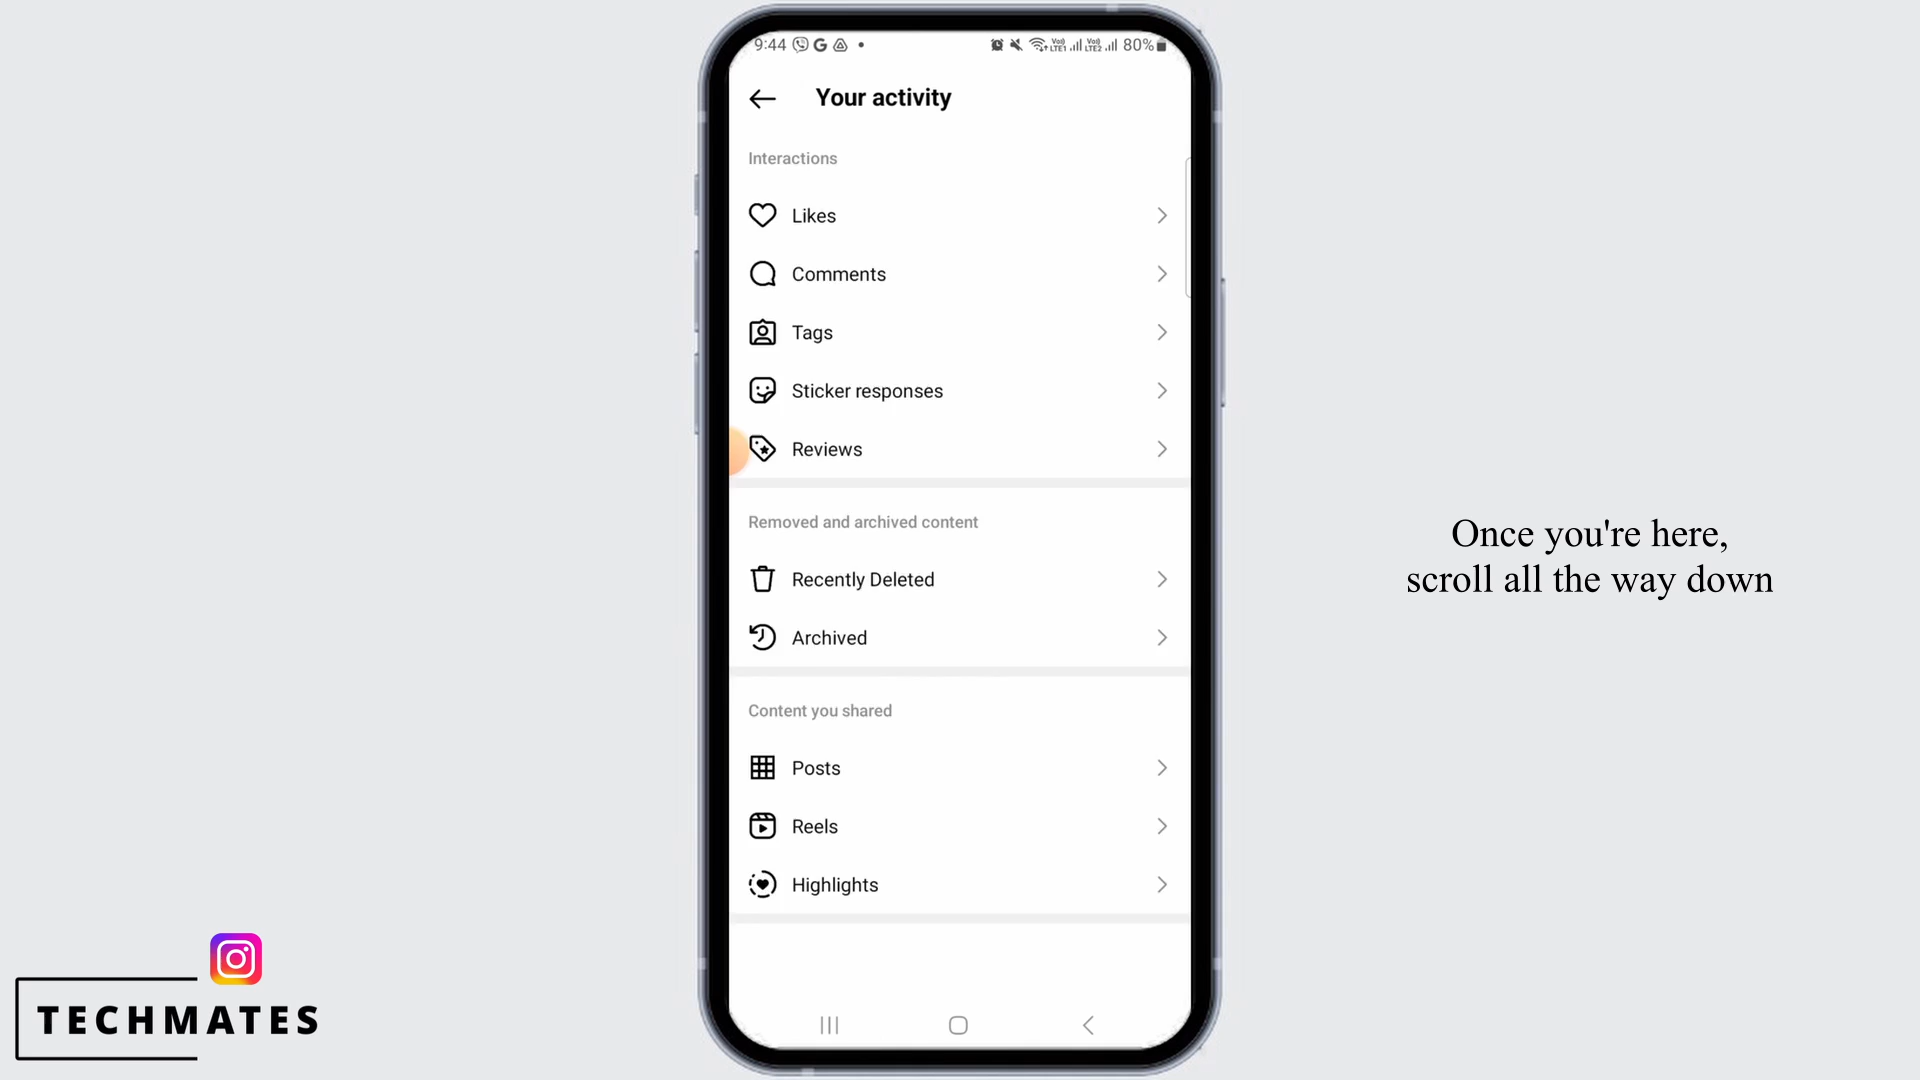 9:44
80%
Your activity
Interactions
Likes
Comments
Tags
Sticker responses
Reviews
Removed and archived content
Recently Deleted
Archived
Content you shared
Posts
Reels
Highlights
Once you're here,
scroll all the way down
TECHMATES